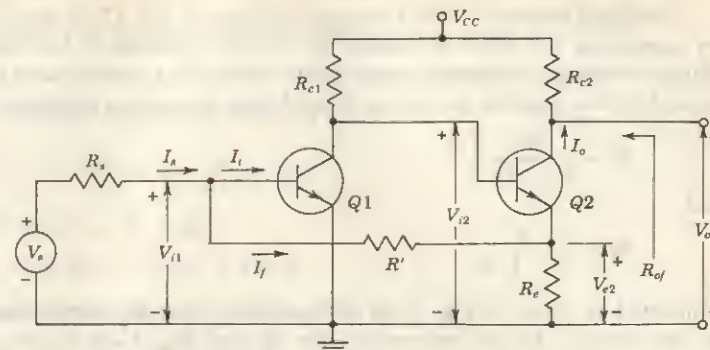 V_CC
R_c1
R_c2
I_o
R_s
I_s
I_i
Q1
Q2
V_s
V_i1
V_i2
V_o
I_f
R'
R_e
V_e2
R_of
+
-
+
-
+
-
+
-
+
-